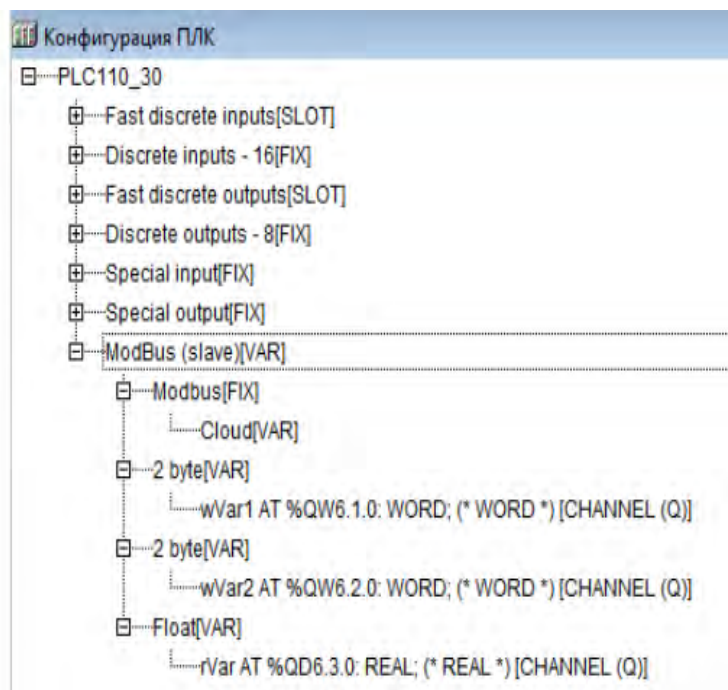 Конфигурация ПЛК
PLC110_30
Fast discrete inputs[SLOT]
Discrete inputs - 16[FIX]
Fast discrete outputs[SLOT]
Discrete outputs - 8[FIX]
Special input[FIX]
Special output[FIX]
ModBus (slave)[VAR]
Modbus[FIX]
Cloud[VAR]
2 byte[VAR]
wVar1 AT %QW6.1.0: WORD; (* WORD *) [CHANNEL (Q)]
2 byte[VAR]
wVar2 AT %QW6.2.0: WORD; (* WORD *) [CHANNEL (Q)]
Float[VAR]
rVar AT %QD6.3.0: REAL; (* REAL *) [CHANNEL (Q)]